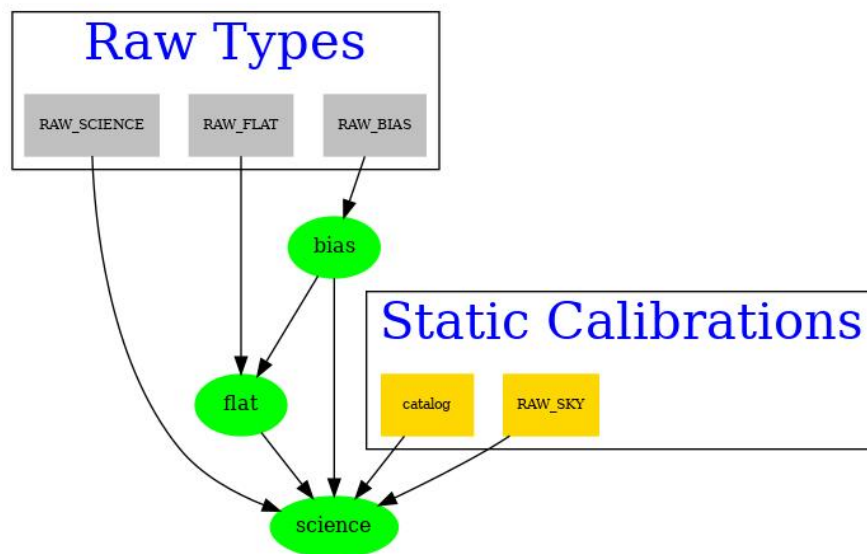 Raw Types
RAW_SCIENCE RAW_FLAT RAW_BIAS
bias
Static Calibrations
flat
catalog RAW_SKY
science